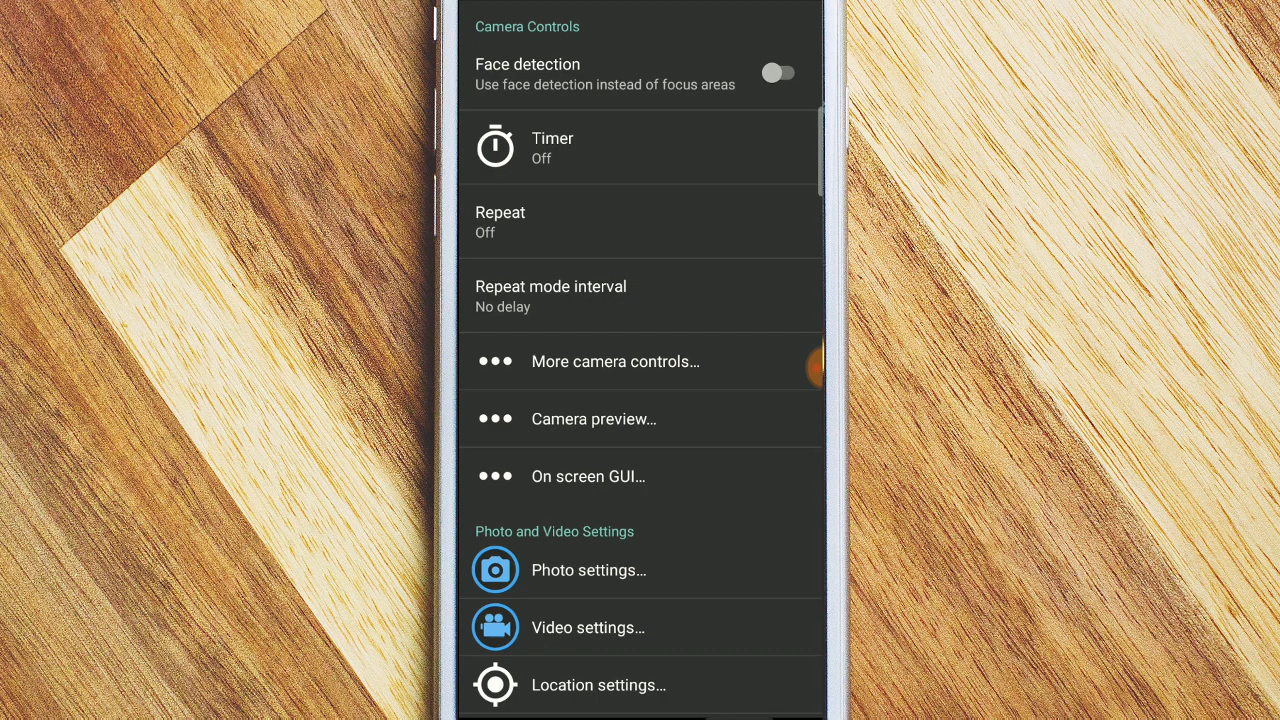 Camera Controls
Face detection
Use face detection instead of focus areas
Timer
Off
Repeat
Off
Repeat mode interval
No delay
More camera controls...
Camera preview...
On screen GUI...
Photo and Video Settings
Photo settings...
Video settings...
Location settings...